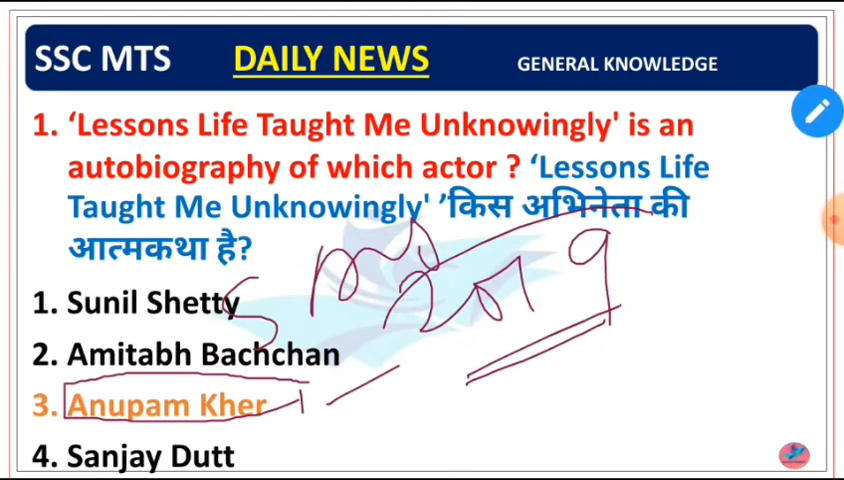 SSC MTS DAILY NEWS GENERAL KNOWLEDGE
1. ‘Lessons Life Taught Me Unknowingly' is an
autobiography of which actor ? ‘Lessons Life
Taught Me Unknowingly' ’किस अभिनेता की
आत्मकथा है?
1. Sunil Shetty
2. Amitabh Bachchan
3. Anupam Kher
4. Sanjay Dutt